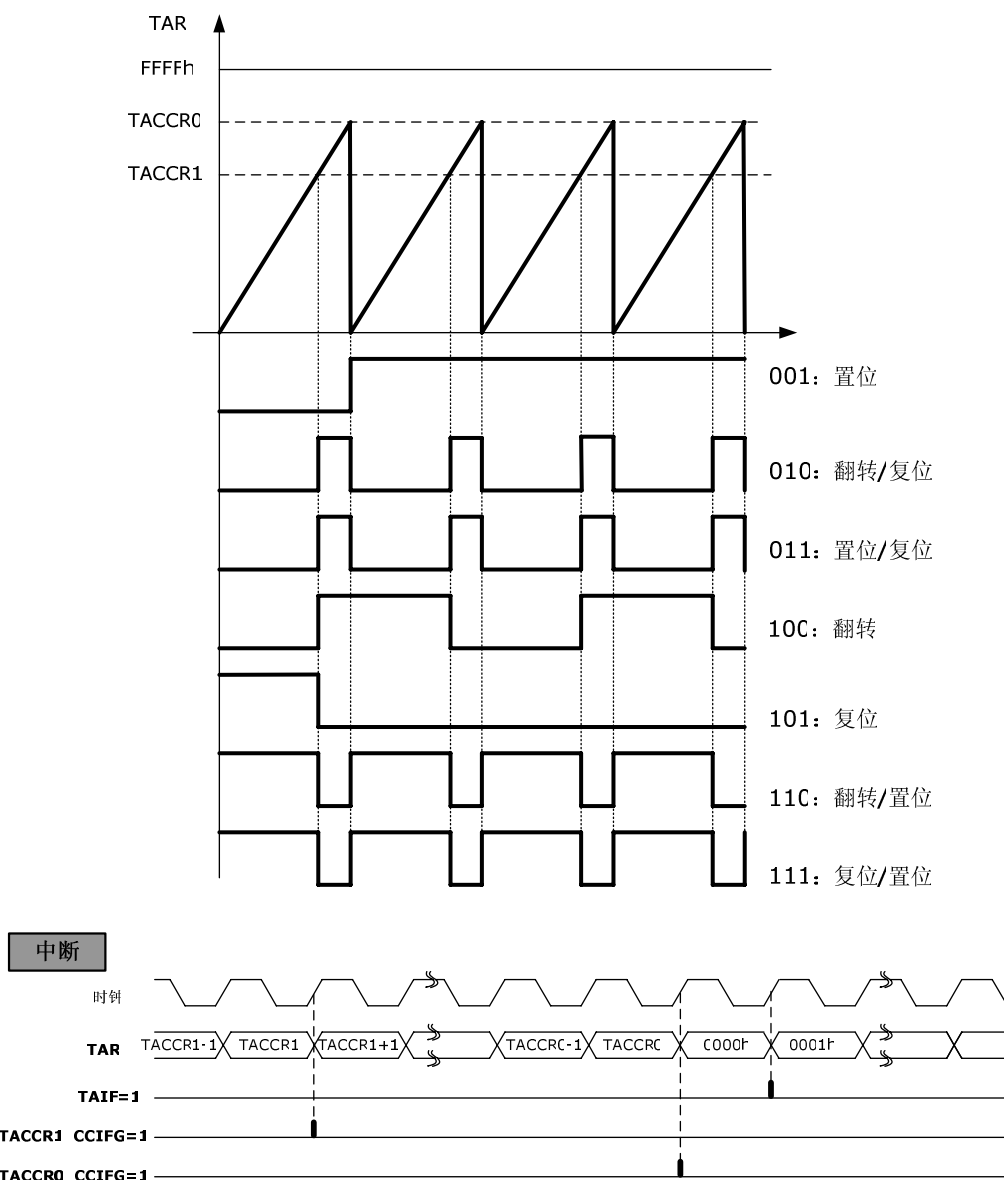 TAR
FFFFh
TACCR0
TACCR1
001: 置位
010: 翻转/复位
011: 置位/复位
100: 翻转
101: 复位
110: 翻转/置位
111: 复位/置位
中断
时钟
TAR TACCR1-1 TACCR1 TACCR1+1 TACCR0-1 TACCR0 0000h 0001h
TAIF=1
TACCR1 CCIFG=1
TACCR0 CCIFG=1